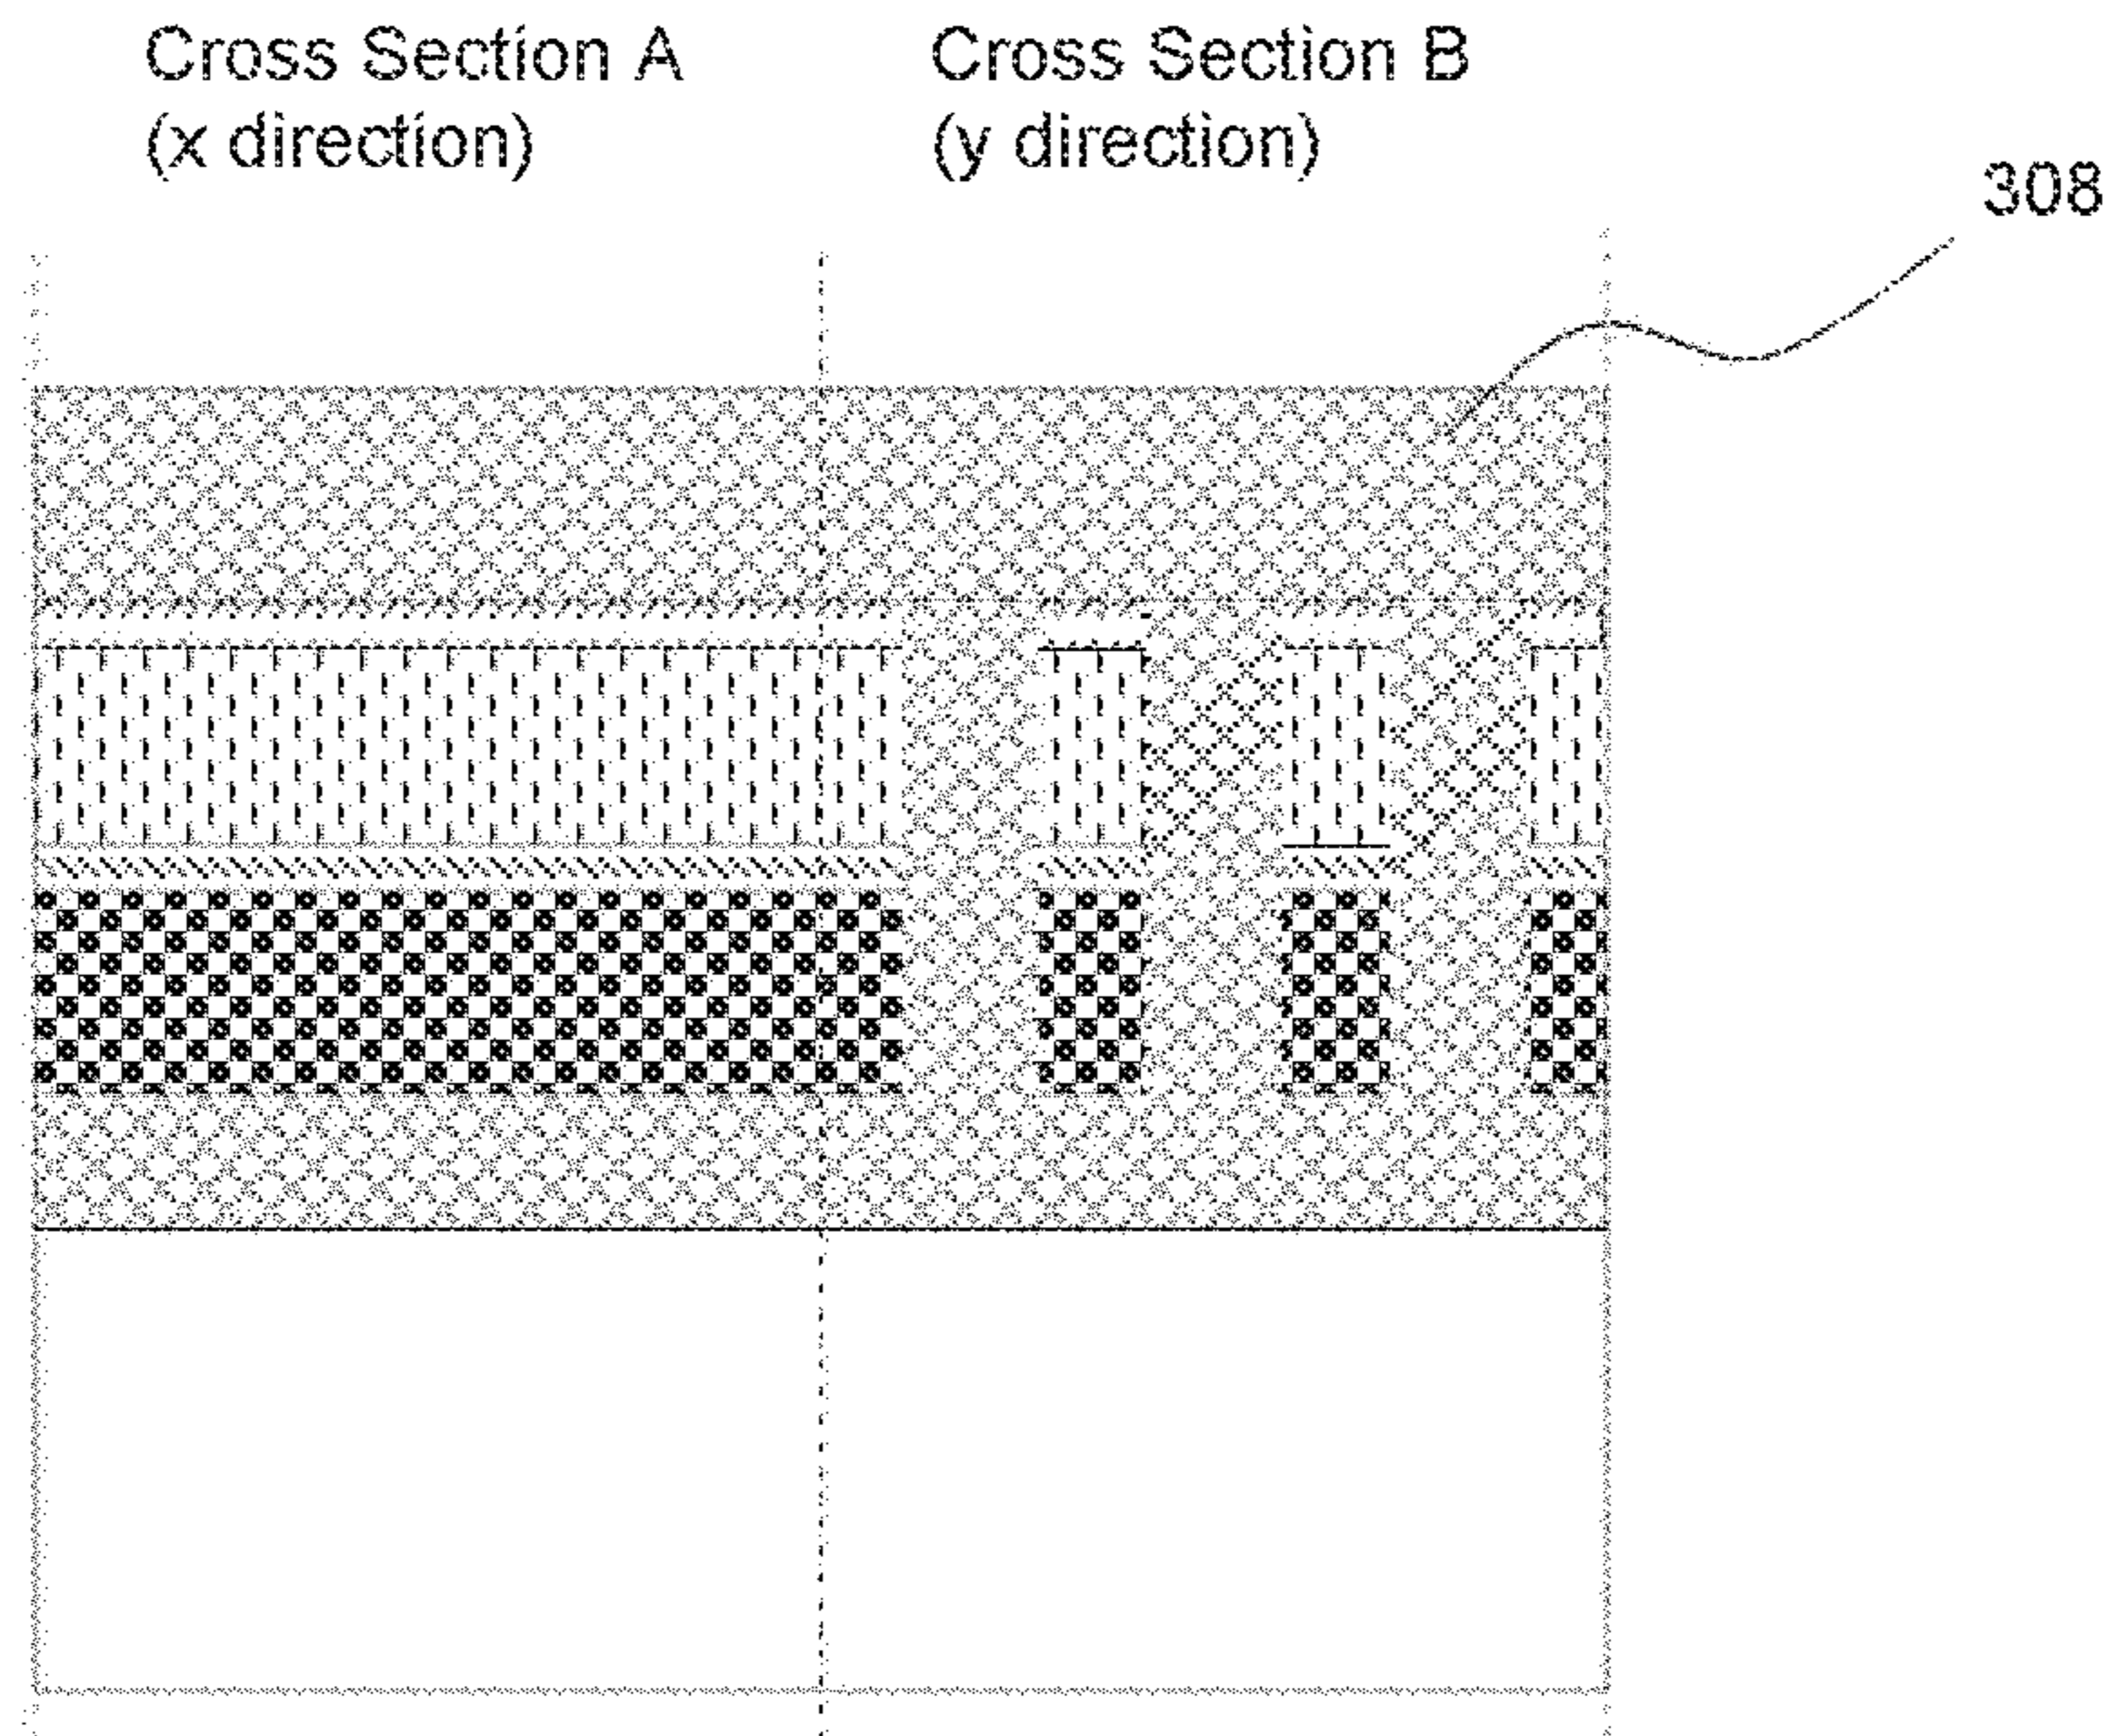 Cross Section A
(x direction)
Cross Section B
(y direction)
308